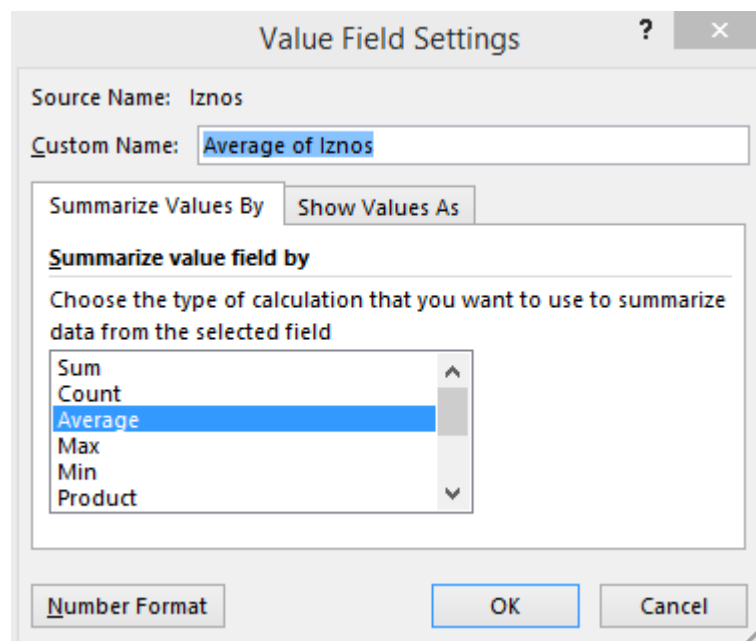 Value Field Settings ? ×
Source Name: Iznos
Custom Name: Average of Iznos
Summarize Values By Show Values As
Summarize value field by
Choose the type of calculation that you want to use to summarize
data from the selected field
Sum
Count
Average
Max
Min
Product
Number Format OK Cancel